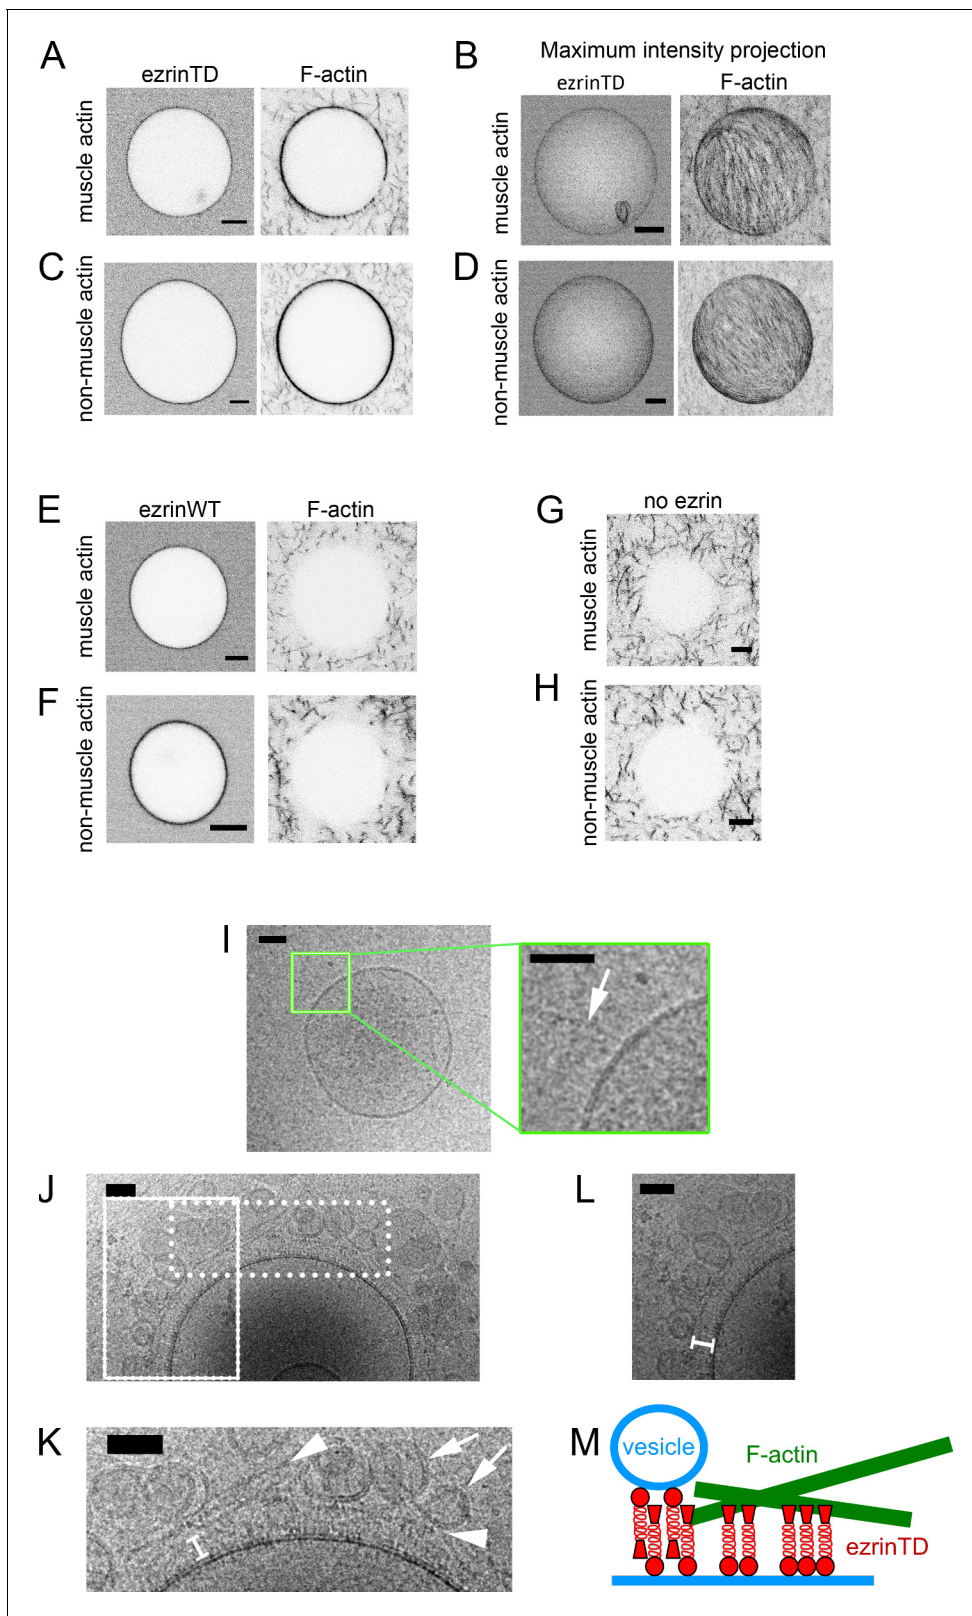 A
ezrinTD
F-actin
muscle actin
B
Maximum intensity projection
ezrinTD
F-actin
muscle actin
C
non-muscle actin
D
non-muscle actin
E
ezrinWT
F-actin
muscle actin
G
no ezrin
muscle actin
F
non-muscle actin
H
non-muscle actin
I
J
L
K
M
vesicle
F-actin
ezrinTD